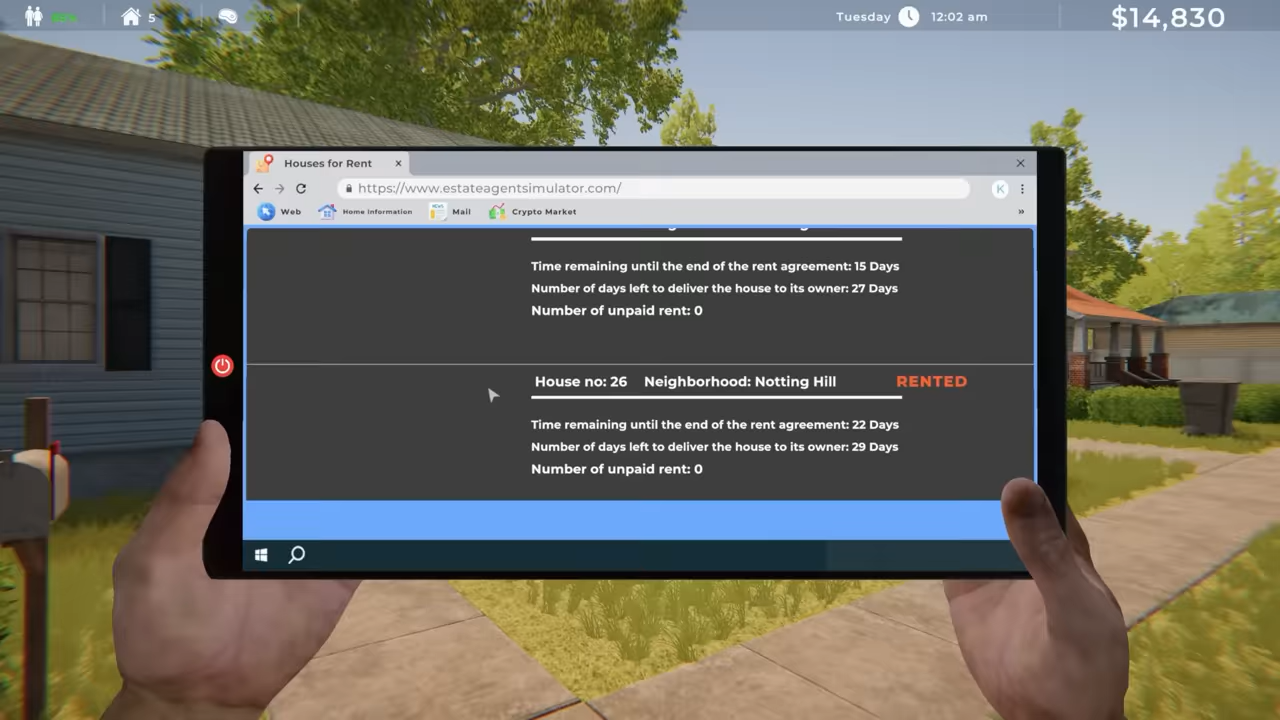 5
Tuesday 12:02 am
$14,830
Houses for Rent
https://www.estateagentsimulator.com/
K
Web Home Information Mail Crypto Market
Time remaining until the end of the rent agreement: 15 Days
Number of days left to deliver the house to its owner: 27 Days
Number of unpaid rent: 0
House no: 26 Neighborhood: Notting Hill RENTED
Time remaining until the end of the rent agreement: 22 Days
Number of days left to deliver the house to its owner: 29 Days
Number of unpaid rent: 0